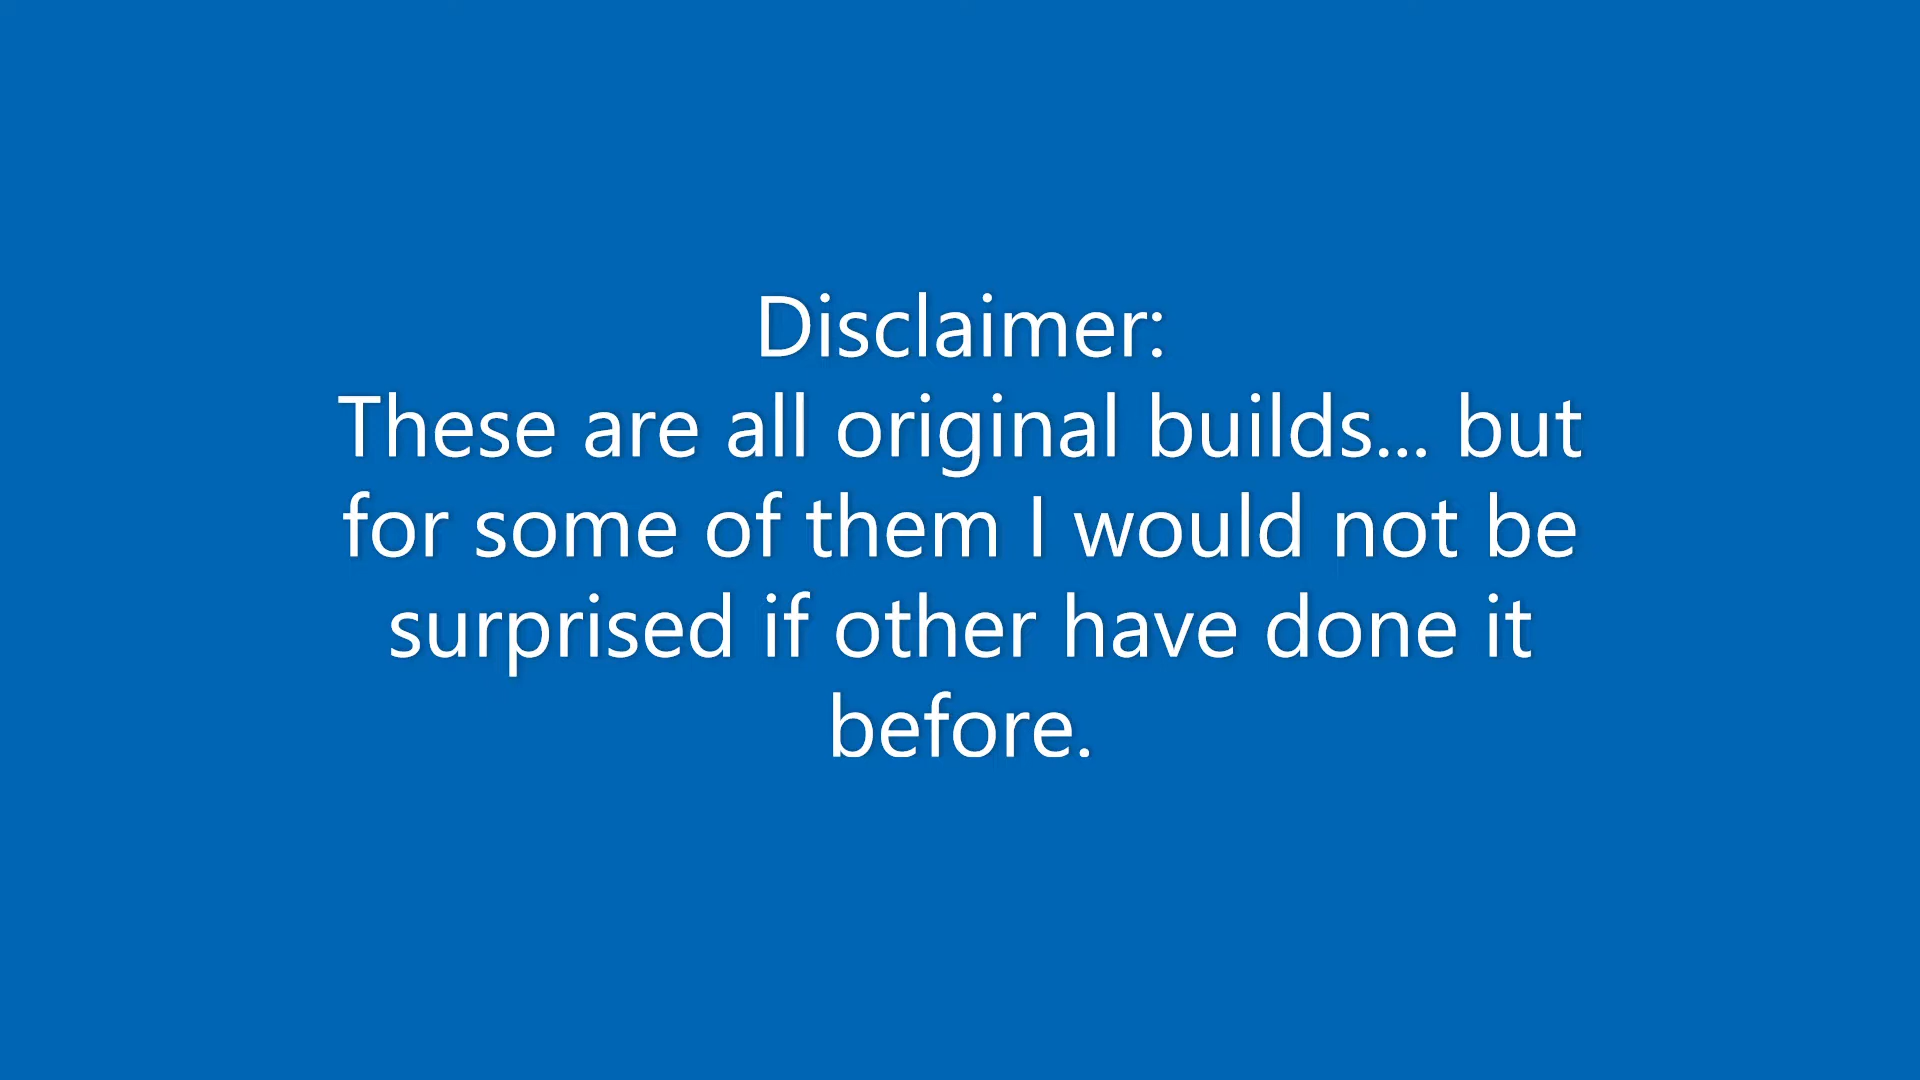 Disclaimer:
These are all original builds... but
for some of them I would not be
surprised if other have done it
before.